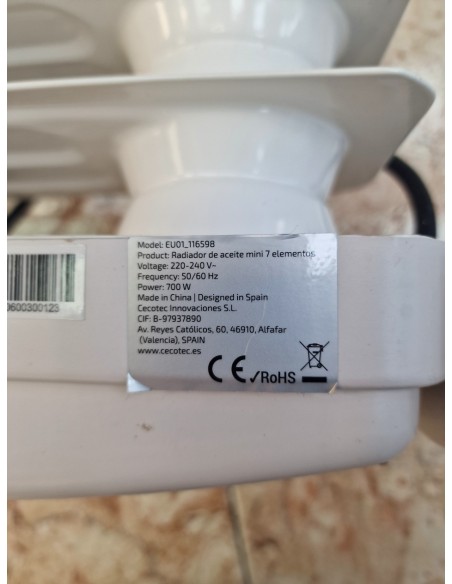 Model: EU01_116598
Product: Radiador de aceite mini 7 elementos
Voltage: 220-240 V~
Frequency: 50/60 Hz
Power: 700 W
Made in China | Designed in Spain
Cecotec Innovaciones S.L.
CIF: B-97937890
Av. Reyes Católicos, 60, 46910, Alfafar
(Valencia), SPAIN
www.cecotec.es
CE ✓RoHS
0600300123